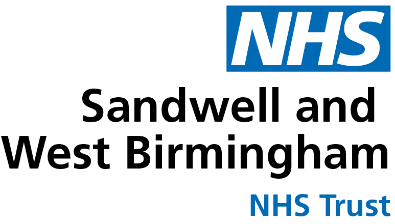 NHS
Sandwell and
West Birmingham
NHS Trust